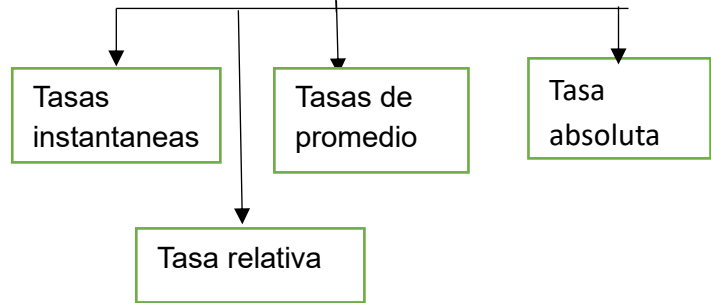 Tasas
instantaneas
Tasas de
promedio
Tasa
absoluta
Tasa relativa